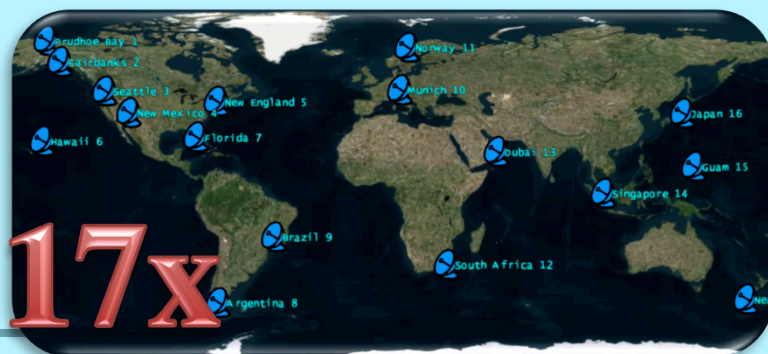 Prudhoe Bay 1
Norway 11
Fairbanks 2
Seattle 3
Munich 10
New England 5
New Mexico 4
Japan 16
Hawaii 6
Florida 7
Dubai 13
Guam 15
Singapore 14
Brazil 9
South Africa 12
17x
Argentina 8